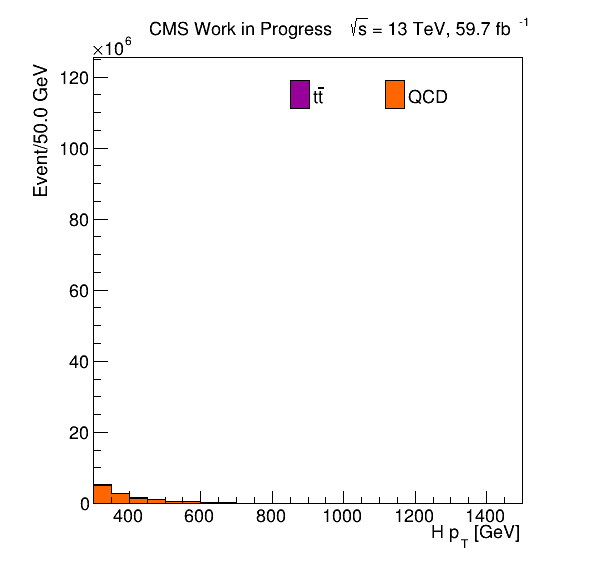 CMS Work in Progress √s = 13 TeV, 59.7 fb⁻¹
×10⁶
Event/50.0 GeV
120
100
80
60
40
20
0
tt̄
QCD
400 600 800 1000 1200 1400
H p_T [GeV]